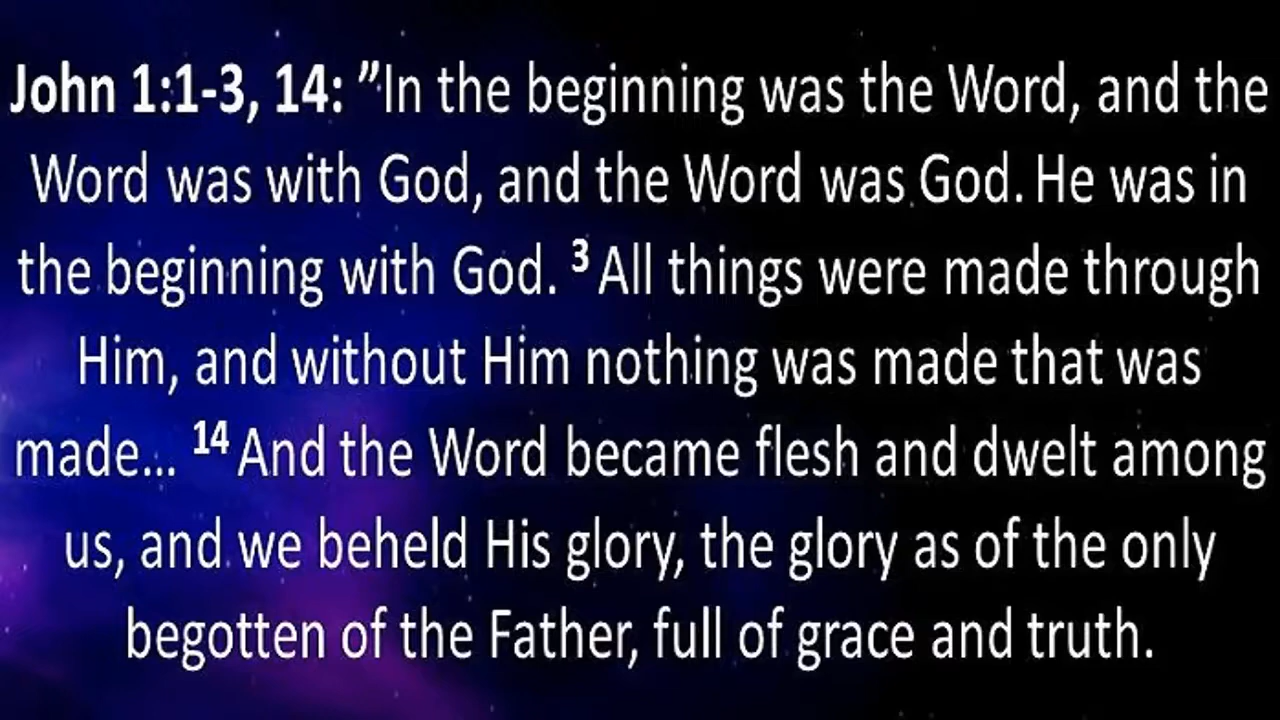 John 1:1-3, 14: ”In the beginning was the Word, and the
Word was with God, and the Word was God. He was in
the beginning with God. ³ All things were made through
Him, and without Him nothing was made that was
made... ¹⁴ And the Word became flesh and dwelt among
us, and we beheld His glory, the glory as of the only
begotten of the Father, full of grace and truth.